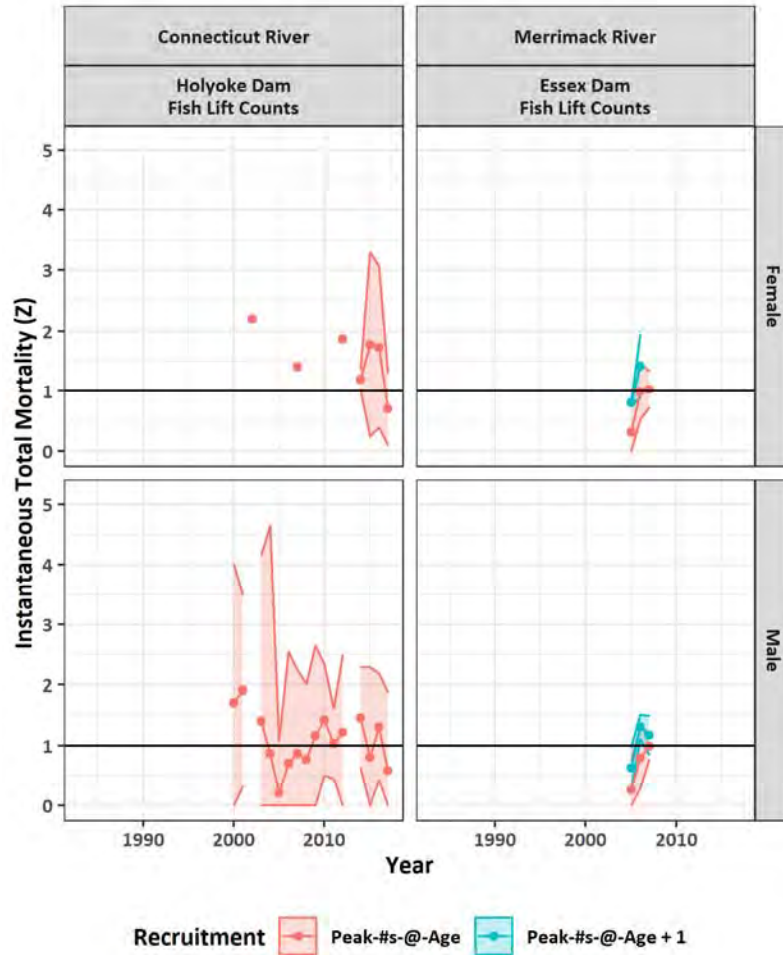 Connecticut River
Merrimack River
Holyoke Dam
Fish Lift Counts
Essex Dam
Fish Lift Counts
Instantaneous Total Mortality (Z)
5
4
3
2
1
0
Female
5
4
3
2
1
0
Male
1990
2000
2010
1990
2000
2010
Year
Recruitment
Peak-#s-@-Age
Peak-#s-@-Age + 1